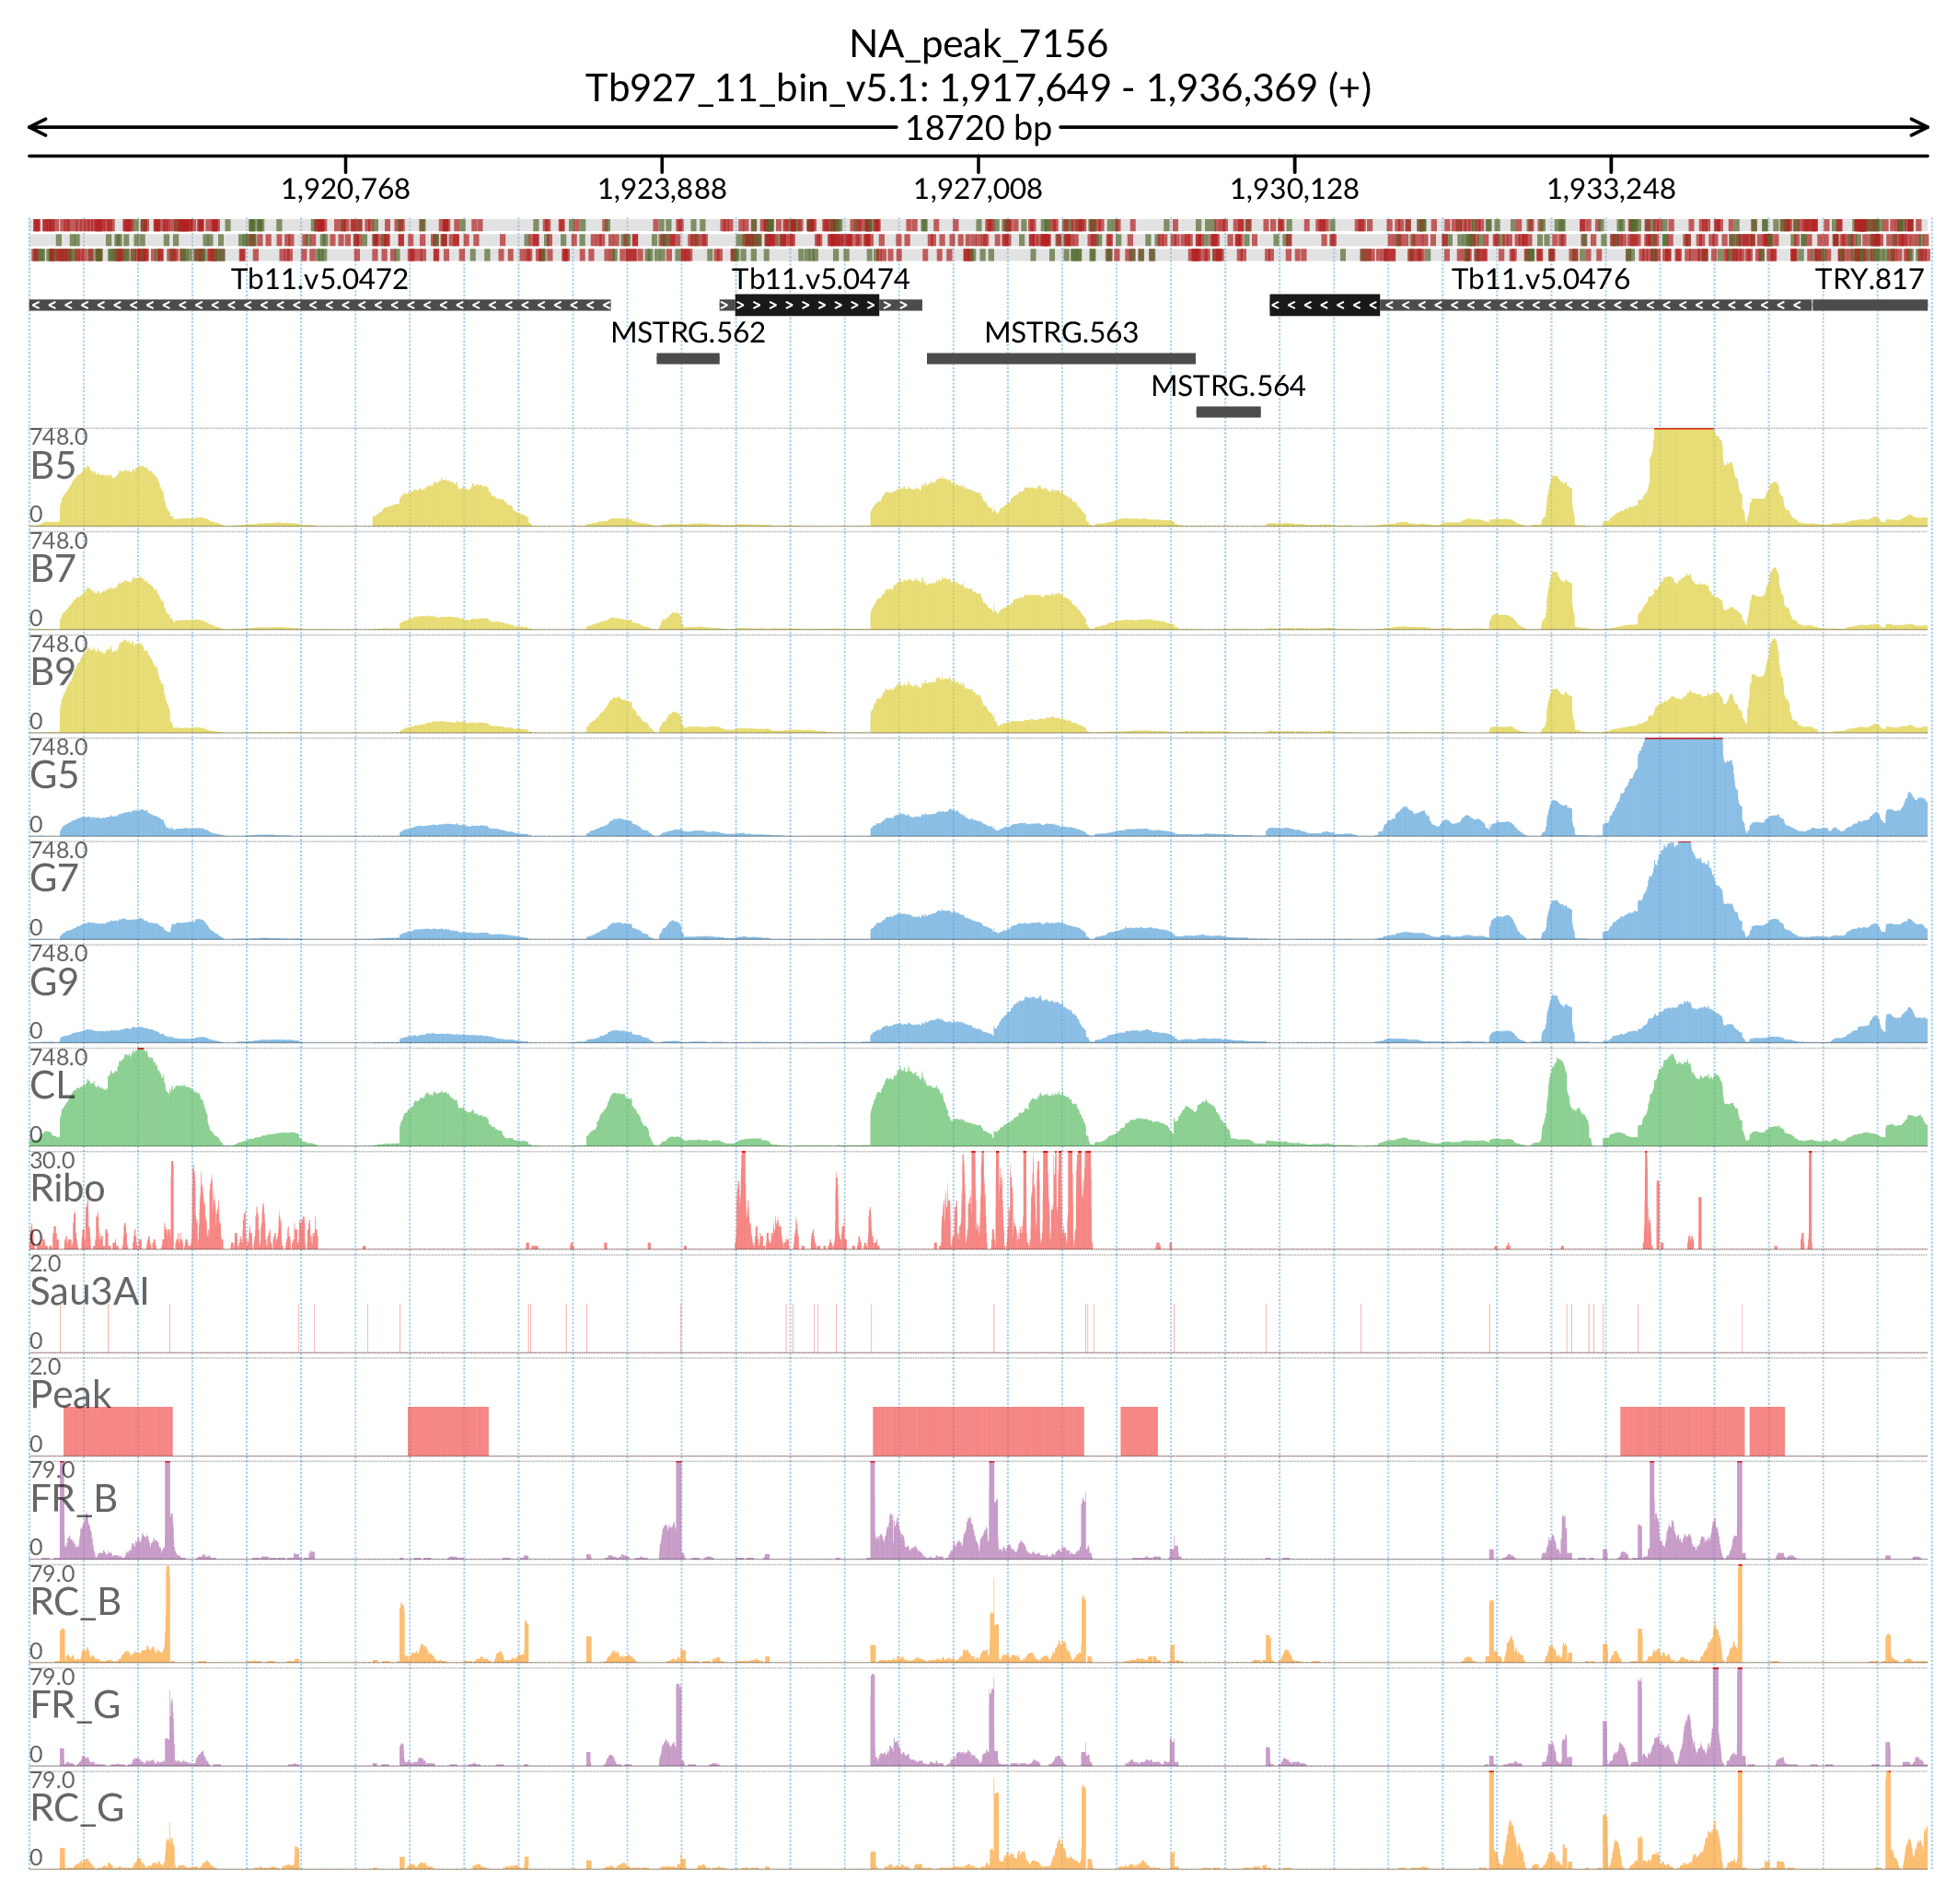 NA_peak_7156
Tb927_11_bin_v5.1: 1,917,649 - 1,936,369 (+)
18720 bp
1,920,768 1,923,888 1,927,008 1,930,128 1,933,248
Tb11.v5.0472 Tb11.v5.0474 Tb11.v5.0476 TRY.817
MSTRG.562 MSTRG.563
MSTRG.564
748.0
B5
0
748.0
B7
0
748.0
B9
0
748.0
G5
0
748.0
G7
0
748.0
G9
0
748.0
CL
0
30.0
Ribo
0
2.0
Sau3AI
0
2.0
Peak
0
79.0
FR_B
0
79.0
RC_B
0
79.0
FR_G
0
79.0
RC_G
0